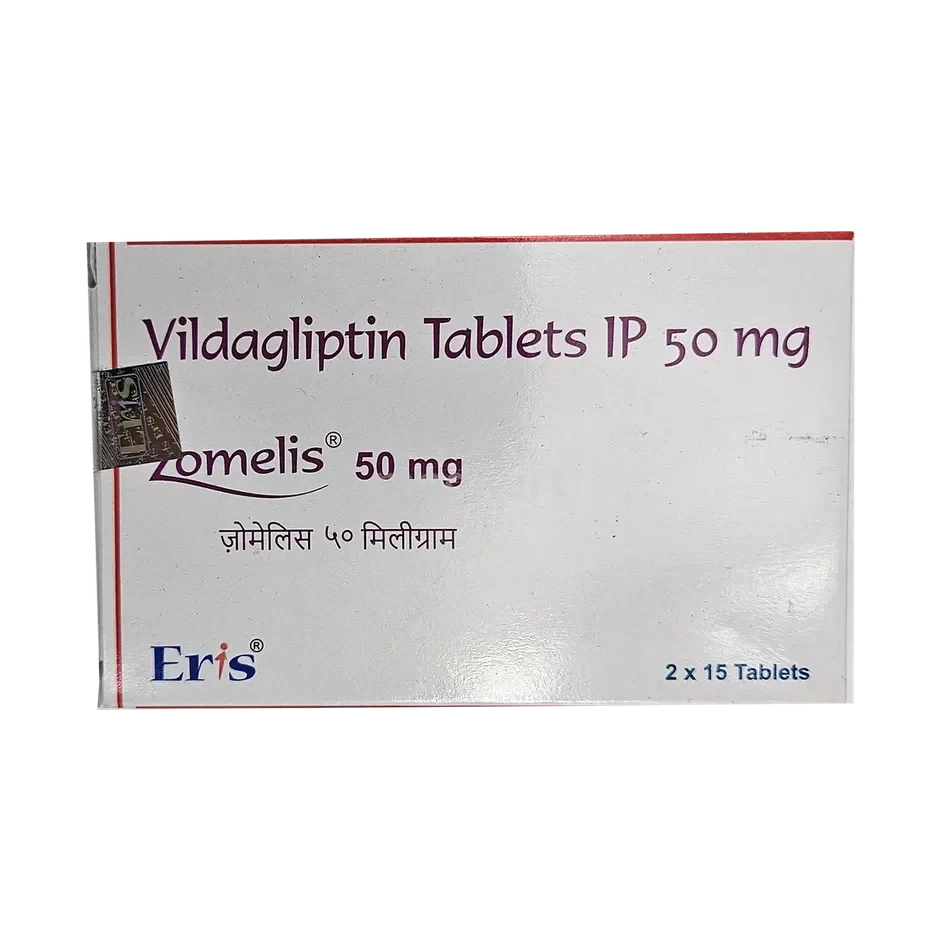 Vildagliptin Tablets IP 50 mg
Zomelis® 50 mg
ज़ोमेलिस ५० मिलीग्राम
Eris®
2 x 15 Tablets